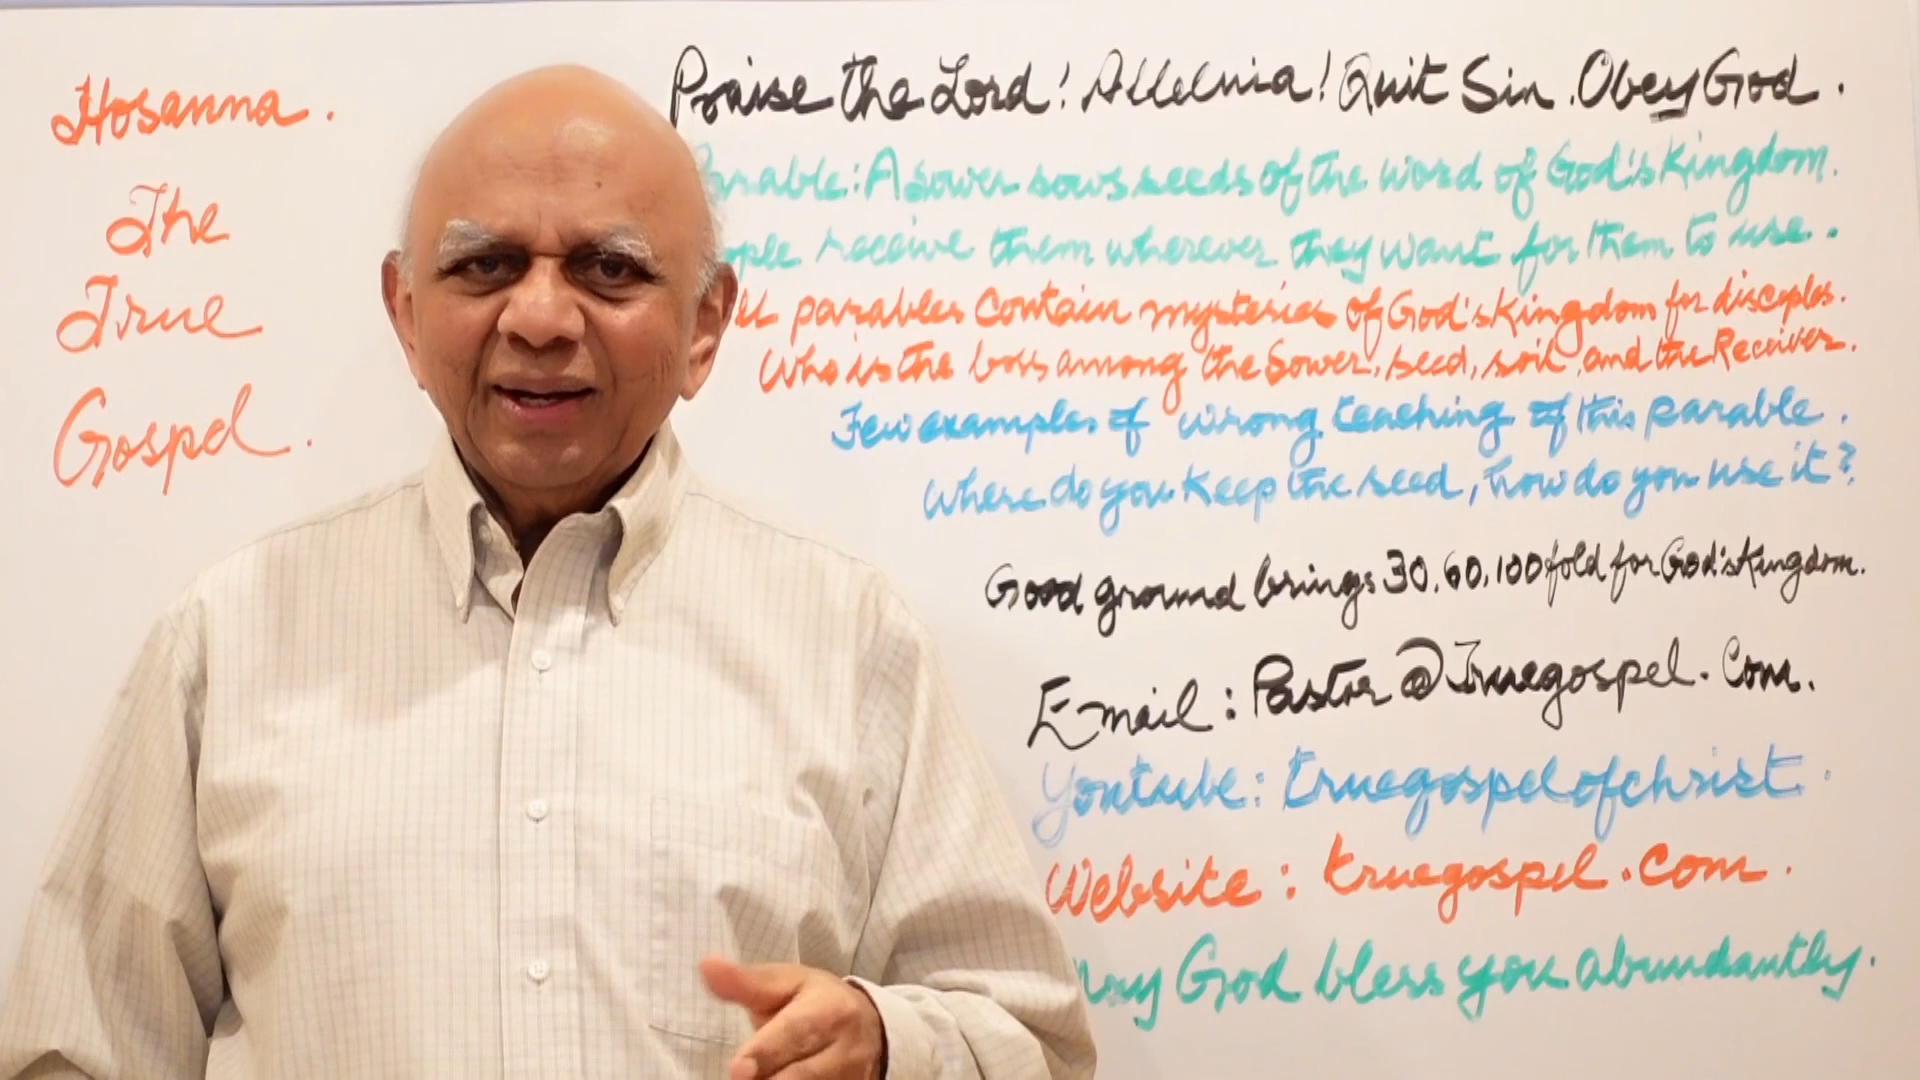 Hosanna.
The
True
Gospel.
Praise the Lord! Alleluia! Quit Sin. Obey God.
arable: A sower sows seeds of the word of God's Kingdom.
ople receive them wherever they want for them to use.
ll parables contain mysteries of God's Kingdom for disciples.
Who is the boss among the Sower, seed, soil, and the Receiver.
Few examples of wrong teaching of this parable.
Where do you keep the seed, how do you use it?
Good ground brings 30, 60, 100 fold for God's Kingdom.
E-mail: Pastor@Truegospel.Com.
Youtube: truegospelofchrist.
Website: truegospel.com.
May God bless you abundantly.